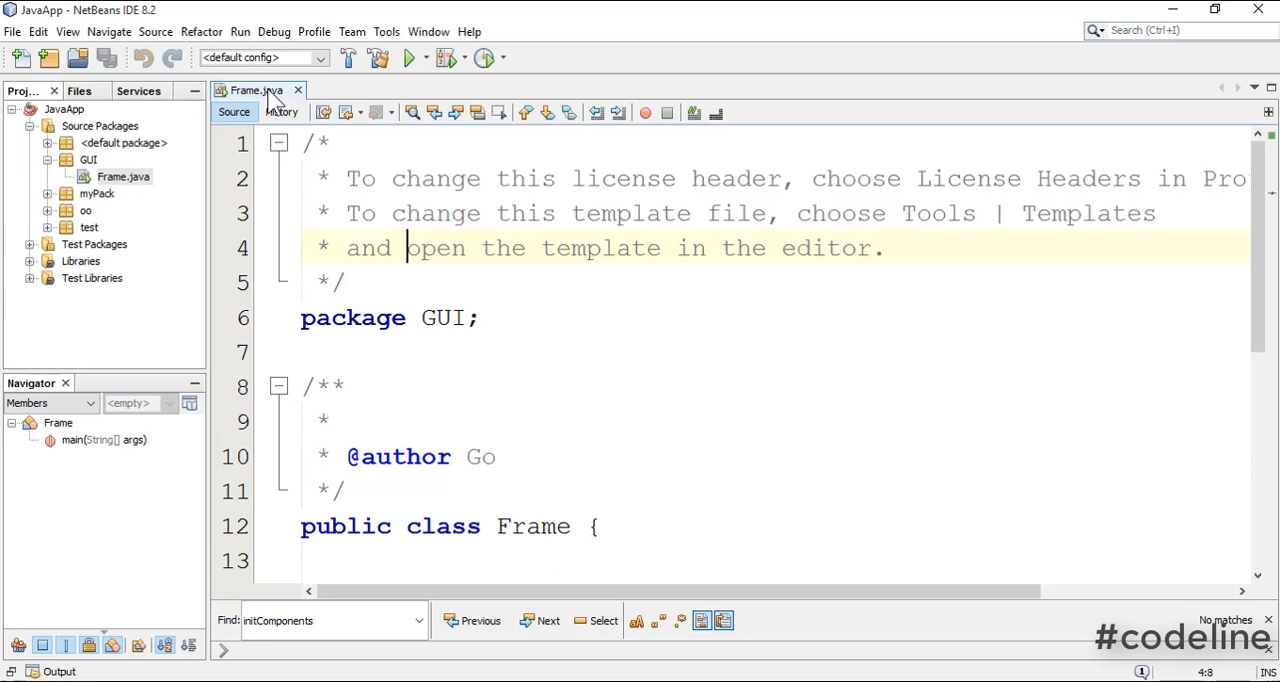 JavaApp - NetBeans IDE 8.2
File Edit View Navigate Source Refactor Run Debug Profile Team Tools Window Help
Search (Ctrl+I)
<default config>
Proj... Files Services
Frame.java
JavaApp
Source Packages
<default package>
GUI
Frame.java
myPack
oo
test
Test Packages
Libraries
Test Libraries
Navigator
Members <empty>
Frame
main(String[] args)
Source History
1 /*
2 * To change this license header, choose License Headers in Pro
3 * To change this template file, choose Tools | Templates
4 * and open the template in the editor.
5 */
6 package GUI;
7
8 /**
9 *
10 * @author Go
11 */
12 public class Frame {
13
Find: initComponents Previous Next Select aA No matches
#codeline
Output 1 4:8 INS